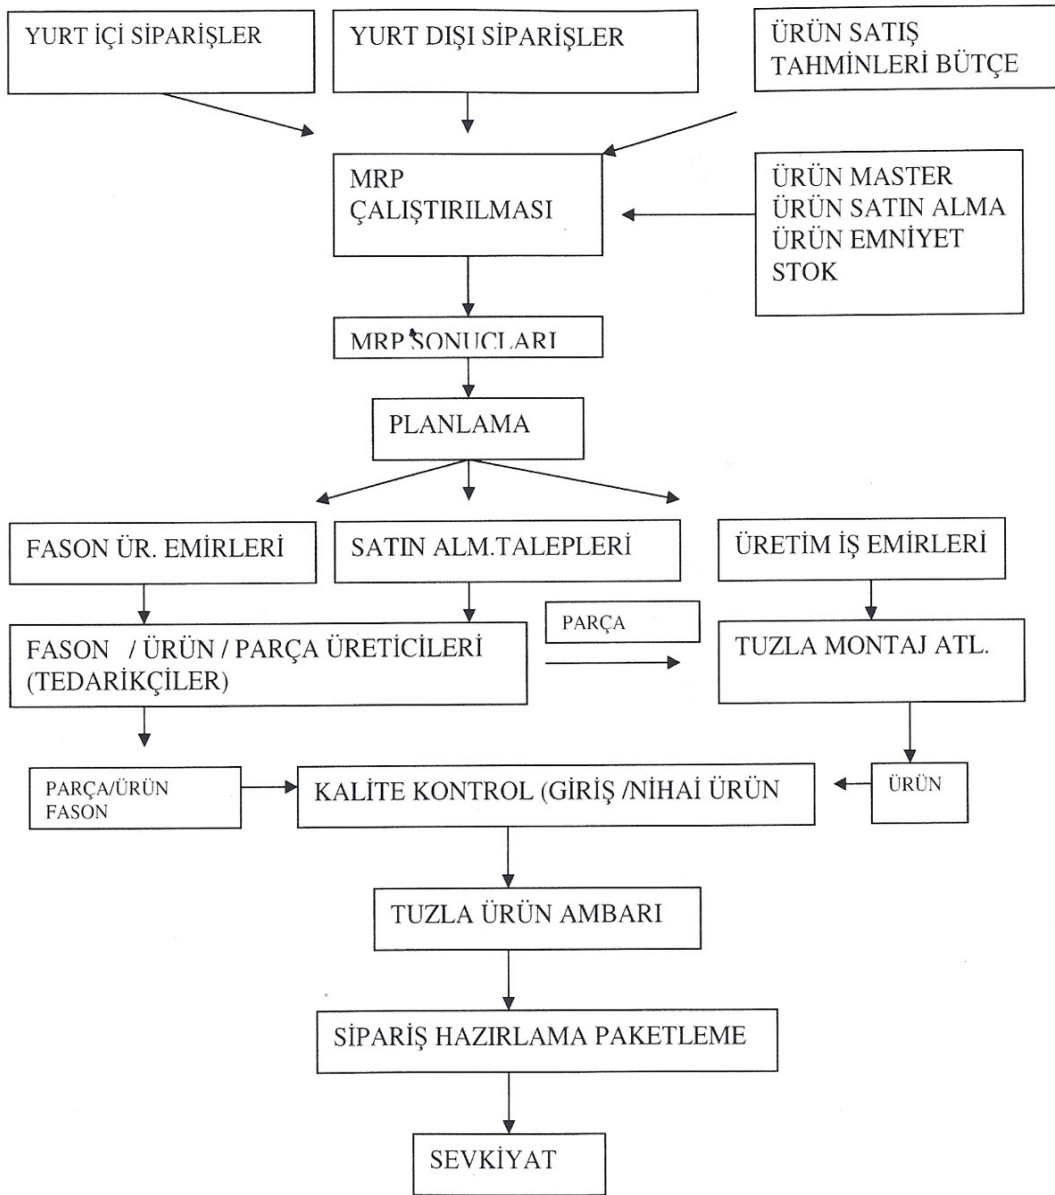 YURT İÇİ SİPARİŞLER
YURT DIŞI SİPARİŞLER
ÜRÜN SATIŞ
TAHMİNLERİ BÜTÇE
MRP
ÇALIŞTIRILMASI
ÜRÜN MASTER
ÜRÜN SATIN ALMA
ÜRÜN EMNİYET
STOK
MRP SONUÇLARI
PLANLAMA
FASON ÜR. EMİRLERİ
SATIN ALM.TALEPLERİ
ÜRETİM İŞ EMİRLERİ
FASON / ÜRÜN / PARÇA ÜRETİCİLERİ
(TEDARİKÇİLER)
PARÇA
TUZLA MONTAJ ATL.
PARÇA/ÜRÜN
FASON
KALİTE KONTROL (GİRİŞ /NİHAİ ÜRÜN
ÜRÜN
TUZLA ÜRÜN AMBARI
SİPARİŞ HAZIRLAMA PAKETLEME
SEVKİYAT